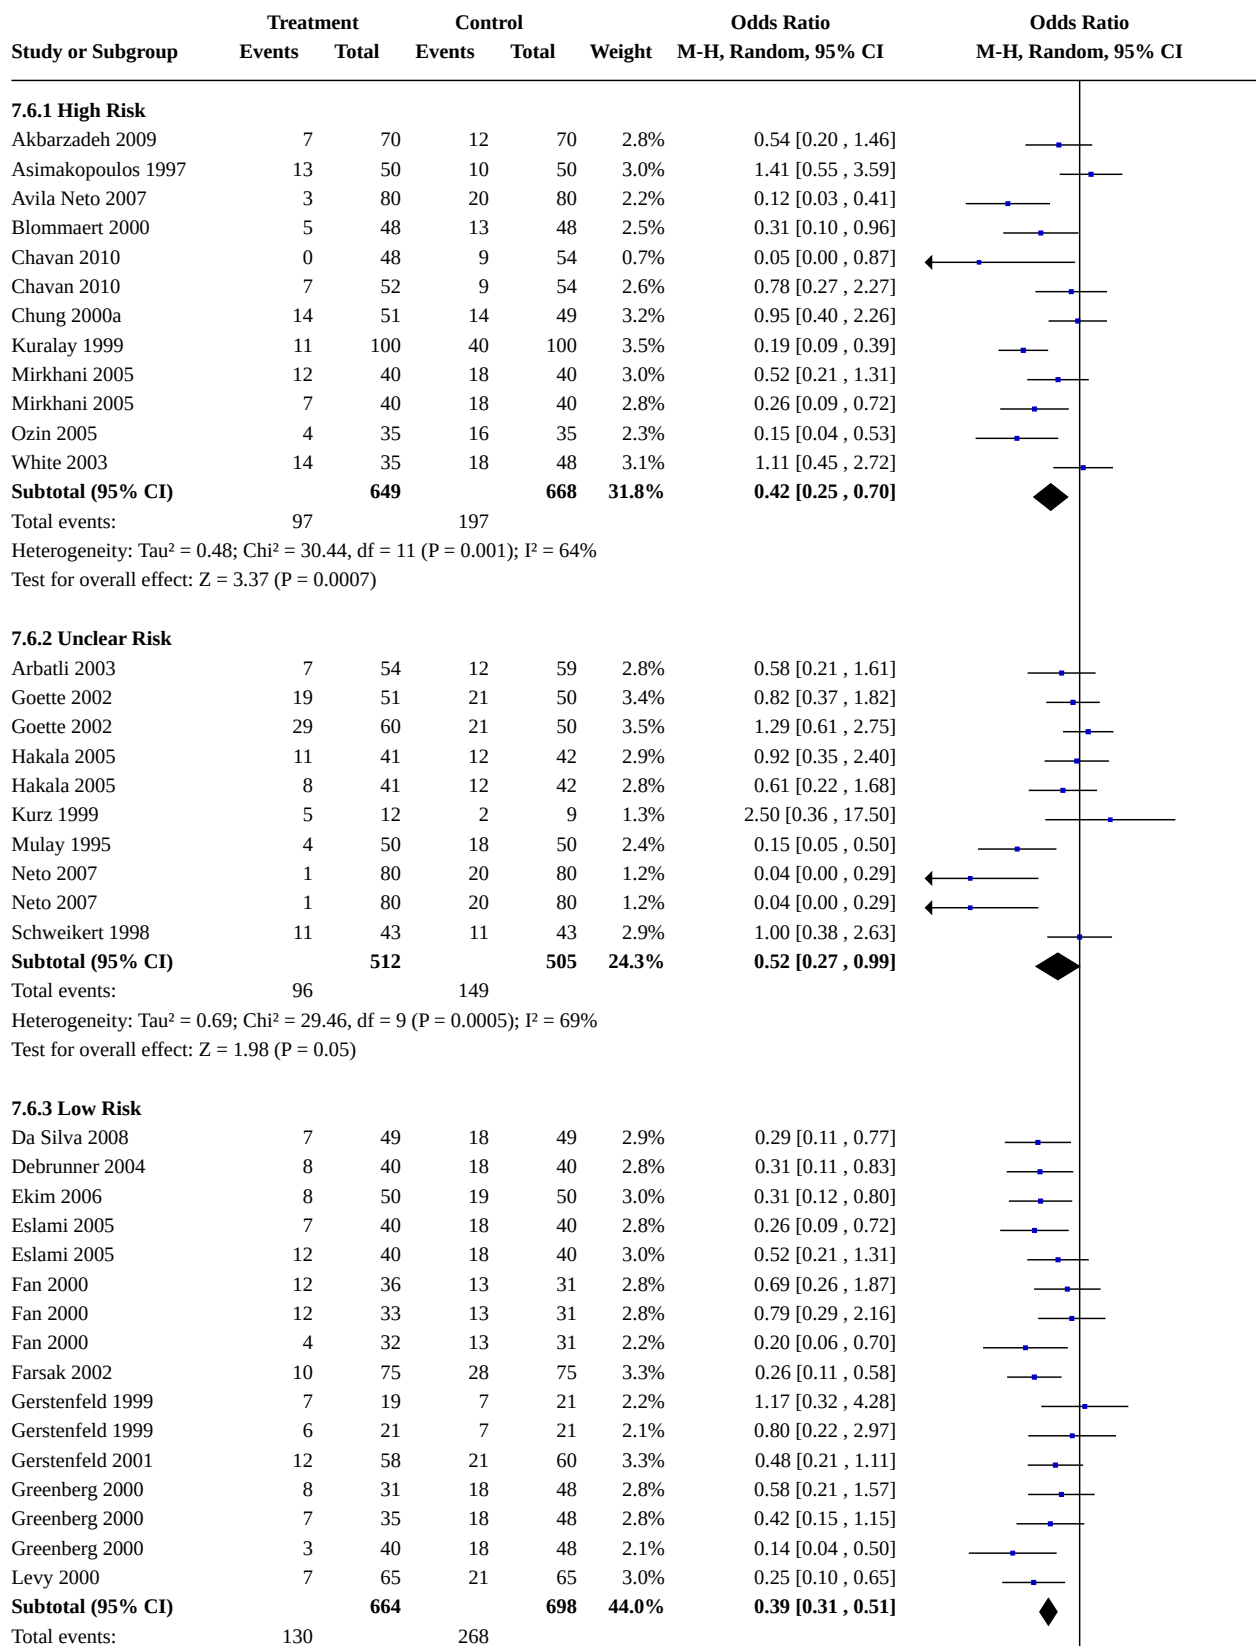 Treatment Control Odds Ratio Odds Ratio
Study or Subgroup Events Total Events Total Weight M-H, Random, 95% CI M-H, Random, 95% CI
7.6.1 High Risk
Akbarzadeh 2009 7 70 12 70 2.8% 0.54 [0.20 , 1.46]
Asimakopoulos 1997 13 50 10 50 3.0% 1.41 [0.55 , 3.59]
Avila Neto 2007 3 80 20 80 2.2% 0.12 [0.03 , 0.41]
Blommaert 2000 5 48 13 48 2.5% 0.31 [0.10 , 0.96]
Chavan 2010 0 48 9 54 0.7% 0.05 [0.00 , 0.87]
Chavan 2010 7 52 9 54 2.6% 0.78 [0.27 , 2.27]
Chung 2000a 14 51 14 49 3.2% 0.95 [0.40 , 2.26]
Kuralay 1999 11 100 40 100 3.5% 0.19 [0.09 , 0.39]
Mirkhani 2005 12 40 18 40 3.0% 0.52 [0.21 , 1.31]
Mirkhani 2005 7 40 18 40 2.8% 0.26 [0.09 , 0.72]
Ozin 2005 4 35 16 35 2.3% 0.15 [0.04 , 0.53]
White 2003 14 35 18 48 3.1% 1.11 [0.45 , 2.72]
Subtotal (95% CI) 649 668 31.8% 0.42 [0.25 , 0.70]
Total events: 97 197
Heterogeneity: Tau² = 0.48; Chi² = 30.44, df = 11 (P = 0.001); I² = 64%
Test for overall effect: Z = 3.37 (P = 0.0007)
7.6.2 Unclear Risk
Arbatli 2003 7 54 12 59 2.8% 0.58 [0.21 , 1.61]
Goette 2002 19 51 21 50 3.4% 0.82 [0.37 , 1.82]
Goette 2002 29 60 21 50 3.5% 1.29 [0.61 , 2.75]
Hakala 2005 11 41 12 42 2.9% 0.92 [0.35 , 2.40]
Hakala 2005 8 41 12 42 2.8% 0.61 [0.22 , 1.68]
Kurz 1999 5 12 2 9 1.3% 2.50 [0.36 , 17.50]
Mulay 1995 4 50 18 50 2.4% 0.15 [0.05 , 0.50]
Neto 2007 1 80 20 80 1.2% 0.04 [0.00 , 0.29]
Neto 2007 1 80 20 80 1.2% 0.04 [0.00 , 0.29]
Schweikert 1998 11 43 11 43 2.9% 1.00 [0.38 , 2.63]
Subtotal (95% CI) 512 505 24.3% 0.52 [0.27 , 0.99]
Total events: 96 149
Heterogeneity: Tau² = 0.69; Chi² = 29.46, df = 9 (P = 0.0005); I² = 69%
Test for overall effect: Z = 1.98 (P = 0.05)
7.6.3 Low Risk
Da Silva 2008 7 49 18 49 2.9% 0.29 [0.11 , 0.77]
Debrunner 2004 8 40 18 40 2.8% 0.31 [0.11 , 0.83]
Ekim 2006 8 50 19 50 3.0% 0.31 [0.12 , 0.80]
Eslami 2005 7 40 18 40 2.8% 0.26 [0.09 , 0.72]
Eslami 2005 12 40 18 40 3.0% 0.52 [0.21 , 1.31]
Fan 2000 12 36 13 31 2.8% 0.69 [0.26 , 1.87]
Fan 2000 12 33 13 31 2.8% 0.79 [0.29 , 2.16]
Fan 2000 4 32 13 31 2.2% 0.20 [0.06 , 0.70]
Farsak 2002 10 75 28 75 3.3% 0.26 [0.11 , 0.58]
Gerstenfeld 1999 7 19 7 21 2.2% 1.17 [0.32 , 4.28]
Gerstenfeld 1999 6 21 7 21 2.1% 0.80 [0.22 , 2.97]
Gerstenfeld 2001 12 58 21 60 3.3% 0.48 [0.21 , 1.11]
Greenberg 2000 8 31 18 48 2.8% 0.58 [0.21 , 1.57]
Greenberg 2000 7 35 18 48 2.8% 0.42 [0.15 , 1.15]
Greenberg 2000 3 40 18 48 2.1% 0.14 [0.04 , 0.50]
Levy 2000 7 65 21 65 3.0% 0.25 [0.10 , 0.65]
Subtotal (95% CI) 664 698 44.0% 0.39 [0.31 , 0.51]
Total events: 130 268